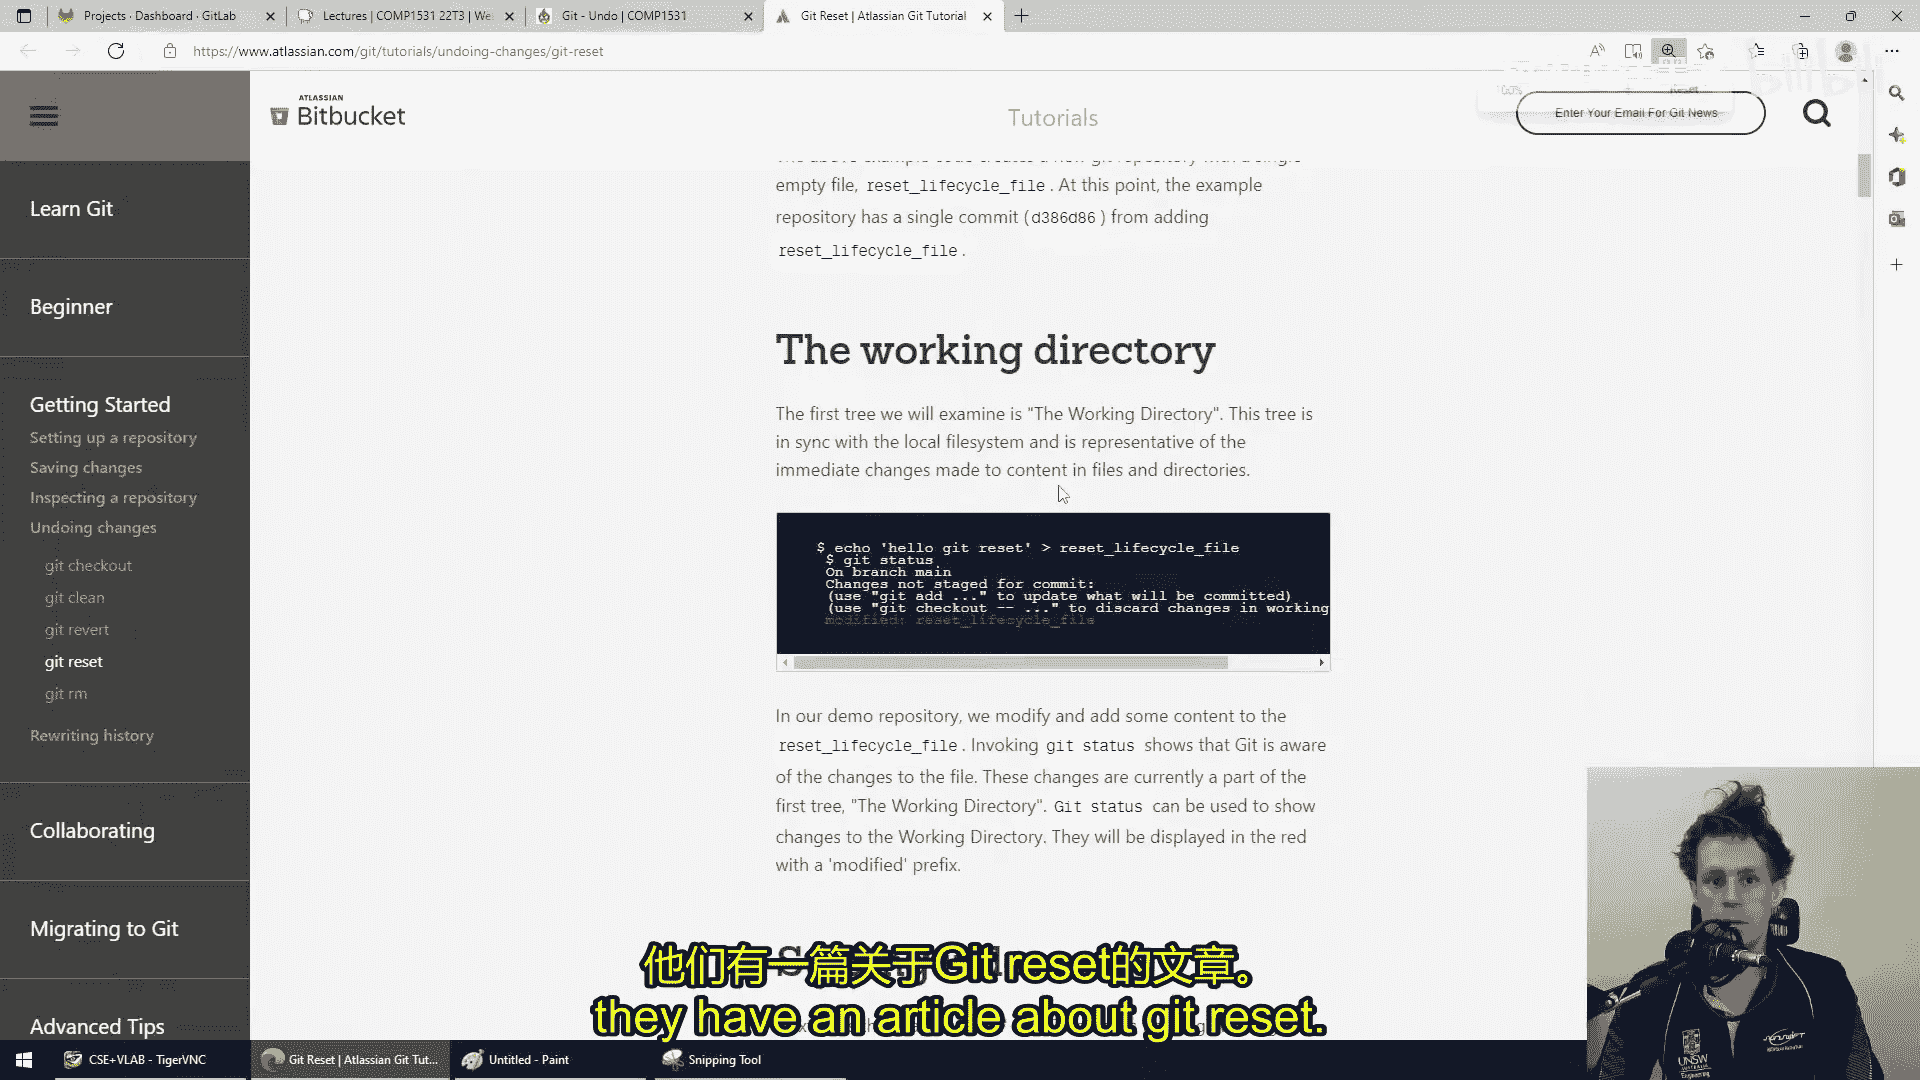 Projects · Dashboard · GitLab
Lectures | COMP1531 22T3 | We
Git - Undo | COMP1531
Git Reset | Atlassian Git Tutorial
https://www.atlassian.com/git/tutorials/undoing-changes/git-reset
ATLASSIAN
Bitbucket
Tutorials
Enter Your Email For Git News
Learn Git
Beginner
Getting Started
Setting up a repository
Saving changes
Inspecting a repository
Undoing changes
git checkout
git clean
git revert
git reset
git rm
Rewriting history
Collaborating
Migrating to Git
Advanced Tips
empty file, reset_lifecycle_file. At this point, the example
repository has a single commit (d386d86) from adding
reset_lifecycle_file.
The working directory
The first tree we will examine is "The Working Directory". This tree is
in sync with the local filesystem and is representative of the
immediate changes made to content in files and directories.
$ echo 'hello git reset' > reset_lifecycle_file
$ git status
On branch main
Changes not staged for commit:
(use "git add ..." to update what will be committed)
(use "git checkout -- ..." to discard changes in working
modified: reset_lifecycle_file
In our demo repository, we modify and add some content to the
reset_lifecycle_file. Invoking git status shows that Git is aware
of the changes to the file. These changes are currently a part of the
first tree, "The Working Directory". Git status can be used to show
changes to the Working Directory. They will be displayed in the red
with a 'modified' prefix.
他们有一篇关于Git reset的文章。
they have an article about git reset.
UNSW
CSE+VLAB - TigerVNC
Git Reset | Atlassian Git Tut...
Untitled - Paint
Snipping Tool